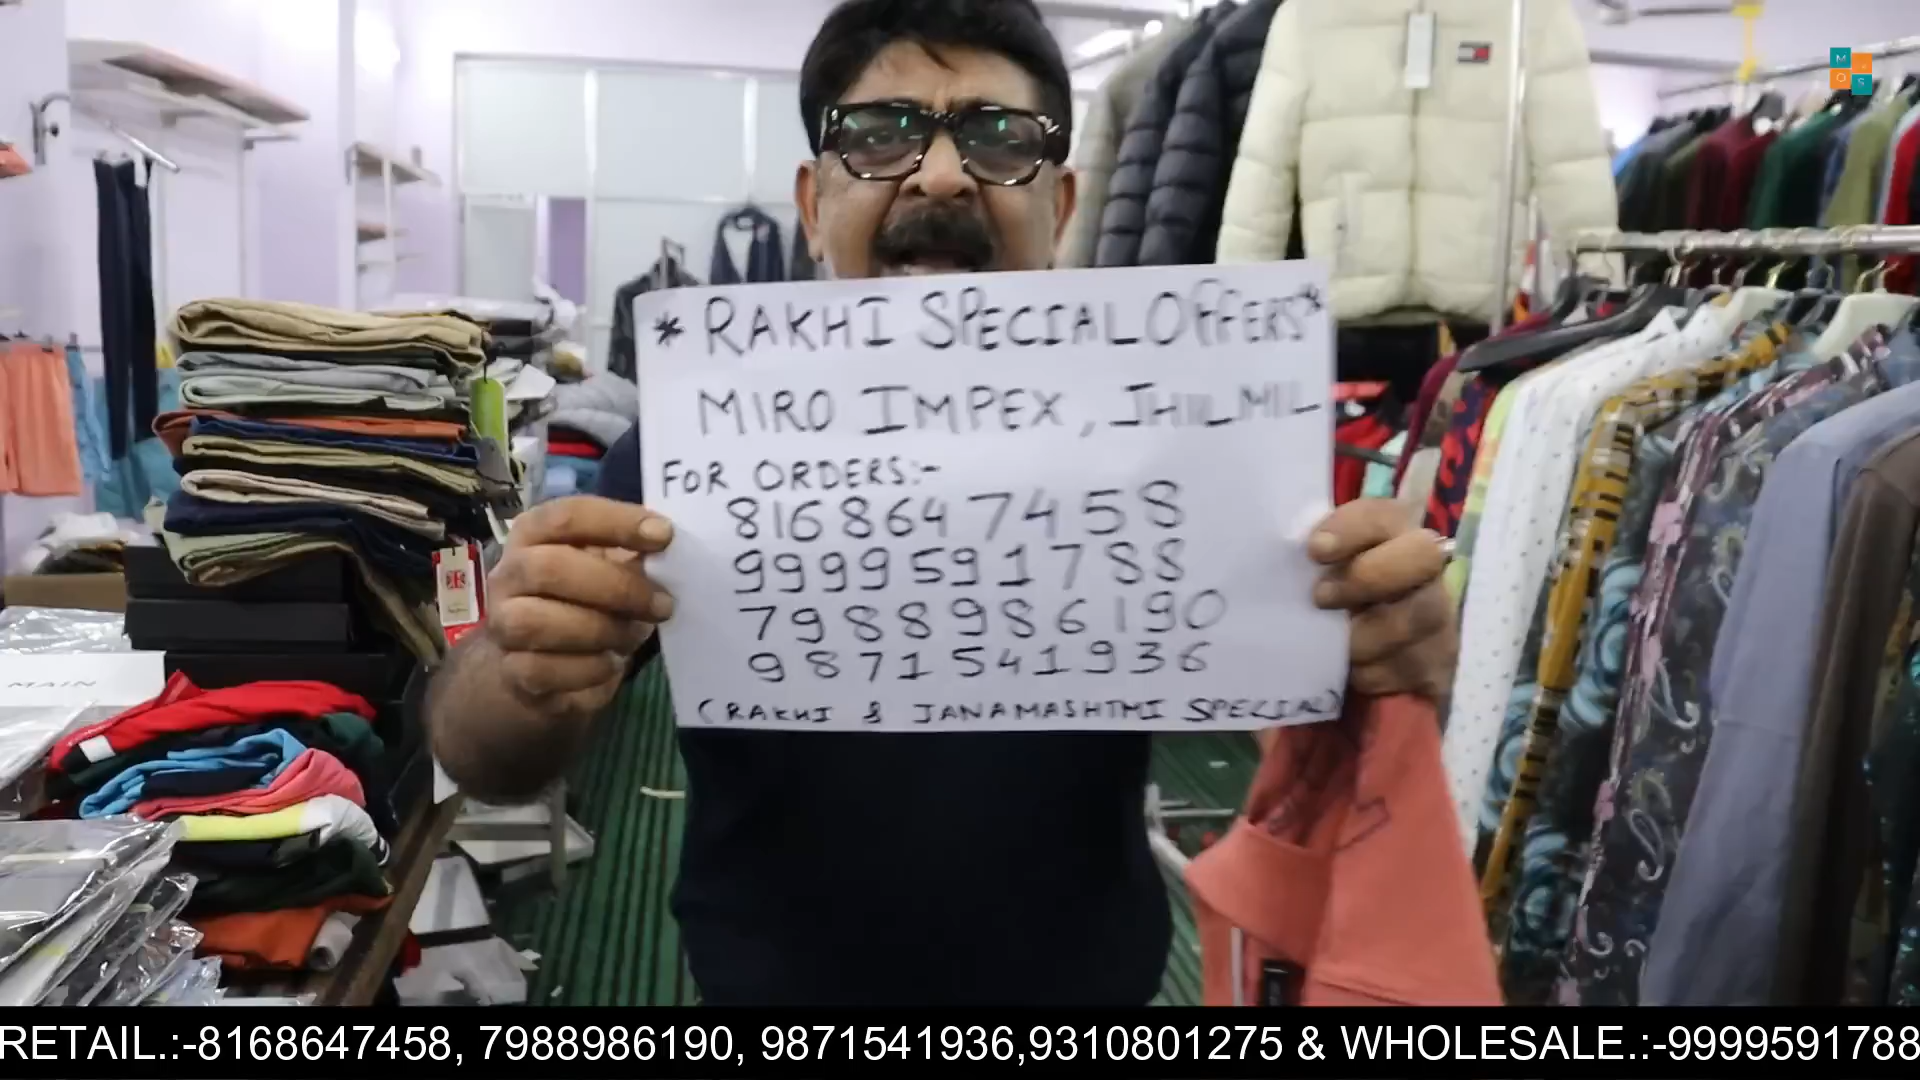 M
O S
* RAKHI SPECIAL OFFERS*
MIRO IMPEX, JHILMIL
FOR ORDERS:-
8168647458
9999591788
7988986190
9871541936
(RAKHI & JANAMASHTMI SPECIAL)
MAIN
RETAIL.:-8168647458, 7988986190, 9871541936,9310801275 & WHOLESALE.:-9999591788